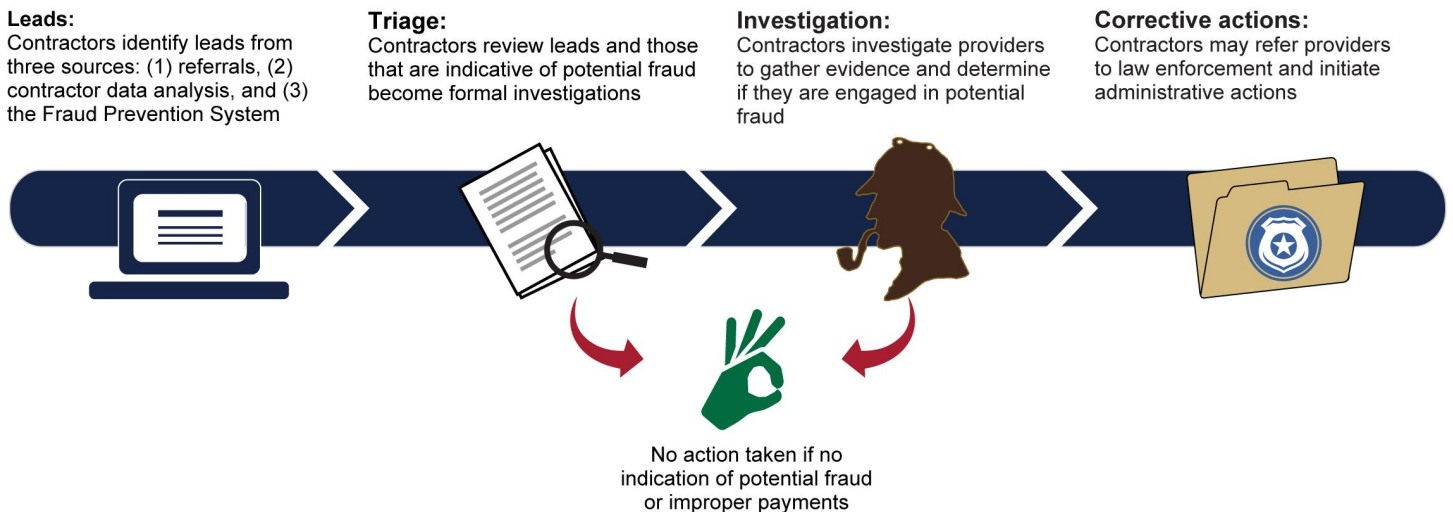 Leads:
Contractors identify leads from
three sources: (1) referrals, (2)
contractor data analysis, and (3)
the Fraud Prevention System
Triage:
Contractors review leads and those
that are indicative of potential fraud
become formal investigations
Investigation:
Contractors investigate providers
to gather evidence and determine
if they are engaged in potential
fraud
Corrective actions:
Contractors may refer providers
to law enforcement and initiate
administrative actions
No action taken if no
indication of potential fraud
or improper payments